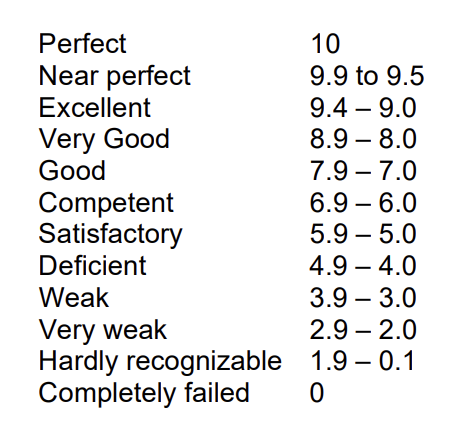 Perfect 10
Near perfect 9.9 to 9.5
Excellent 9.4 – 9.0
Very Good 8.9 – 8.0
Good 7.9 – 7.0
Competent 6.9 – 6.0
Satisfactory 5.9 – 5.0
Deficient 4.9 – 4.0
Weak 3.9 – 3.0
Very weak 2.9 – 2.0
Hardly recognizable 1.9 – 0.1
Completely failed 0